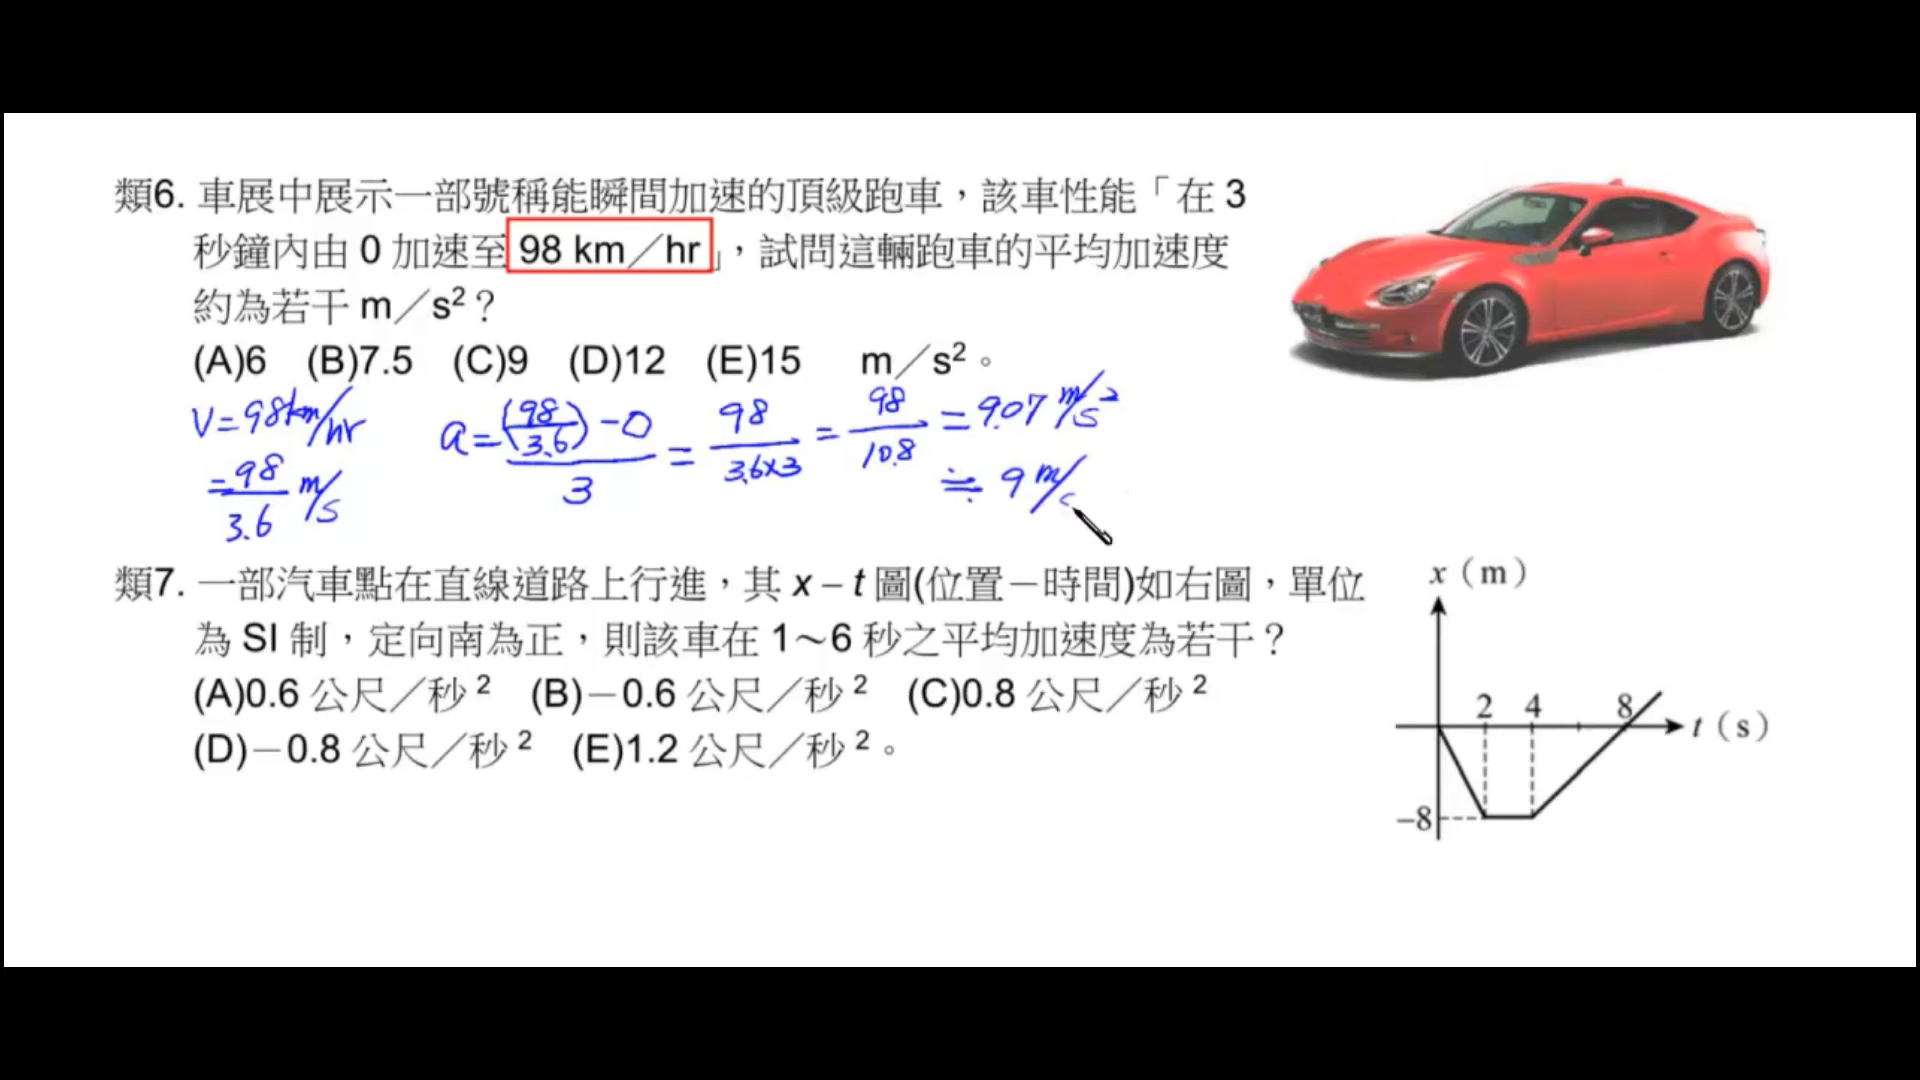 類6. 車展中展示一部號稱能瞬間加速的頂級跑車，該車性能「在 3
秒鐘內由 0 加速至 98 km／hr」，試問這輛跑車的平均加速度
約為若干 m／s²？
(A)6 (B)7.5 (C)9 (D)12 (E)15 m／s²。
V=98km/hr
=98/3.6 m/s
a=((98/3.6)-0)/3 = 98/(3.6×3) = 98/10.8 = 9.07 m/s²
≒ 9 m/s
類7. 一部汽車點在直線道路上行進，其 x – t 圖(位置－時間)如右圖，單位
為 SI 制，定向南為正，則該車在 1～6 秒之平均加速度為若干？
(A)0.6 公尺／秒² (B)－0.6 公尺／秒² (C)0.8 公尺／秒²
(D)－0.8 公尺／秒² (E)1.2 公尺／秒²。
x（m）
2 4 8
t（s）
–8